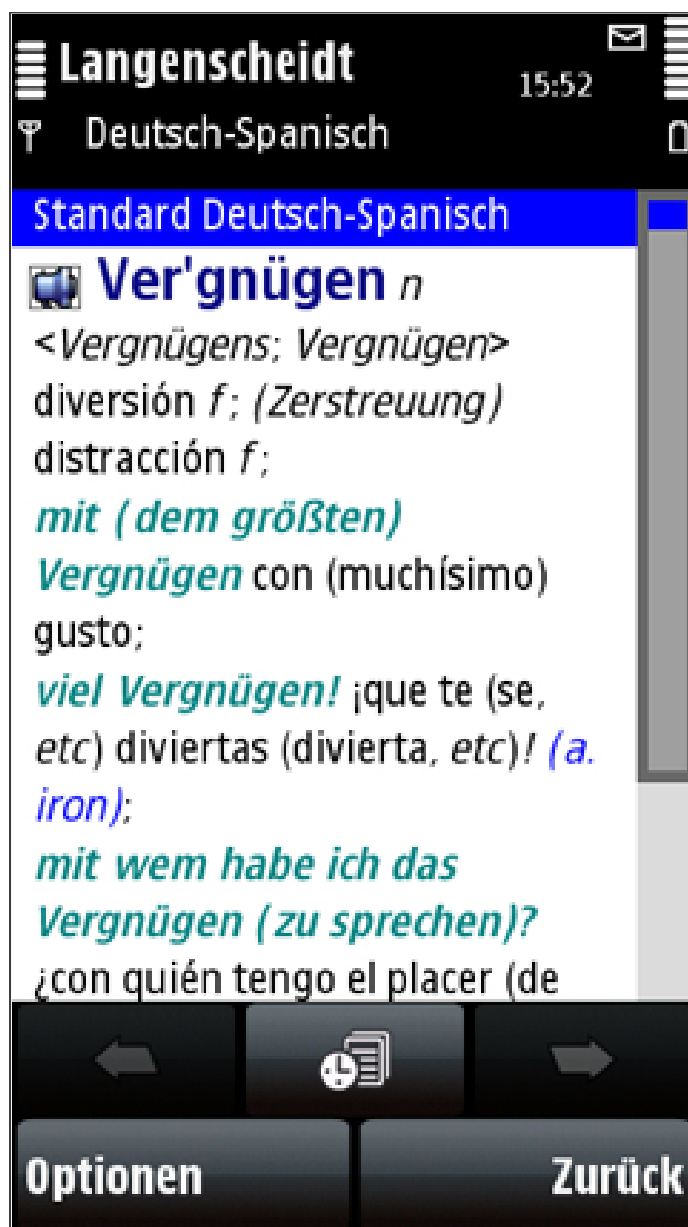 Langenscheidt
15:52
Deutsch-Spanisch
Standard Deutsch-Spanisch
Ver'gnügen n
<Vergnügens; Vergnügen>
diversión f; (Zerstreuung)
distracción f;
mit (dem größten)
Vergnügen con (muchísimo)
gusto;
viel Vergnügen! ¡que te (se,
etc) diviertas (divierta, etc)! (a.
iron);
mit wem habe ich das
Vergnügen (zu sprechen)?
¿con quién tengo el placer (de
Optionen
Zurück